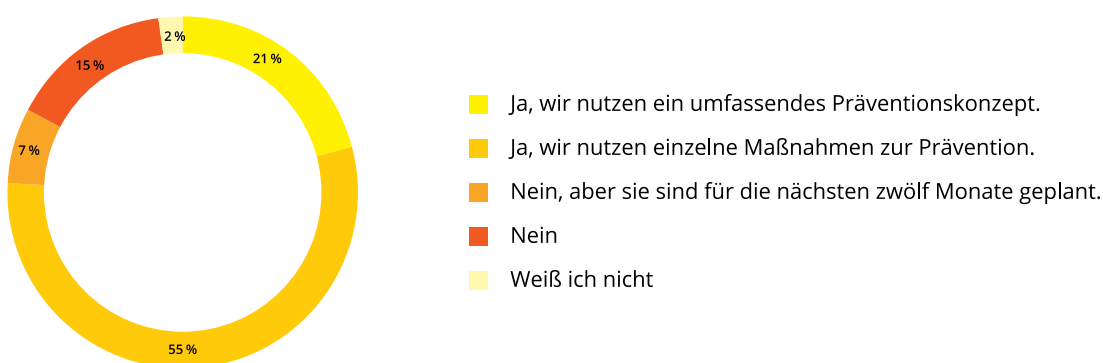 2 %
21 %
15 %
7 %
55 %
Ja, wir nutzen ein umfassendes Präventionskonzept.
Ja, wir nutzen einzelne Maßnahmen zur Prävention.
Nein, aber sie sind für die nächsten zwölf Monate geplant.
Nein
Weiß ich nicht